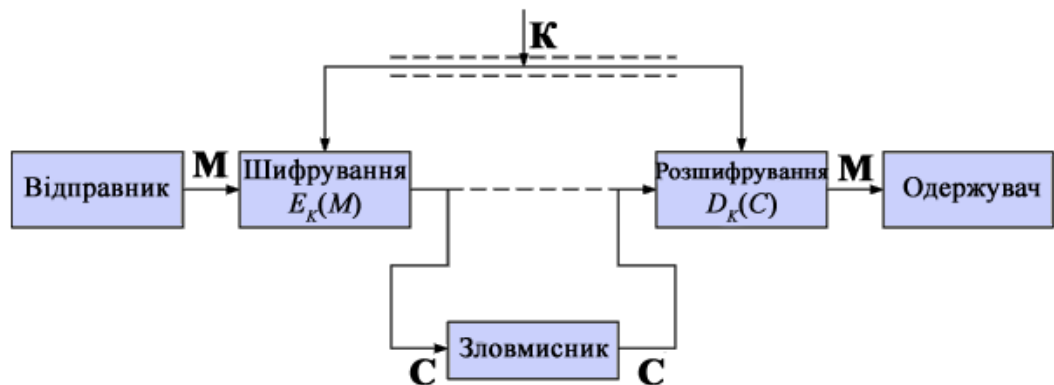 К
Відправник
М
Шифрування
E_K(M)
Розшифрування
D_K(C)
М
Одержувач
С
Зловмисник
С